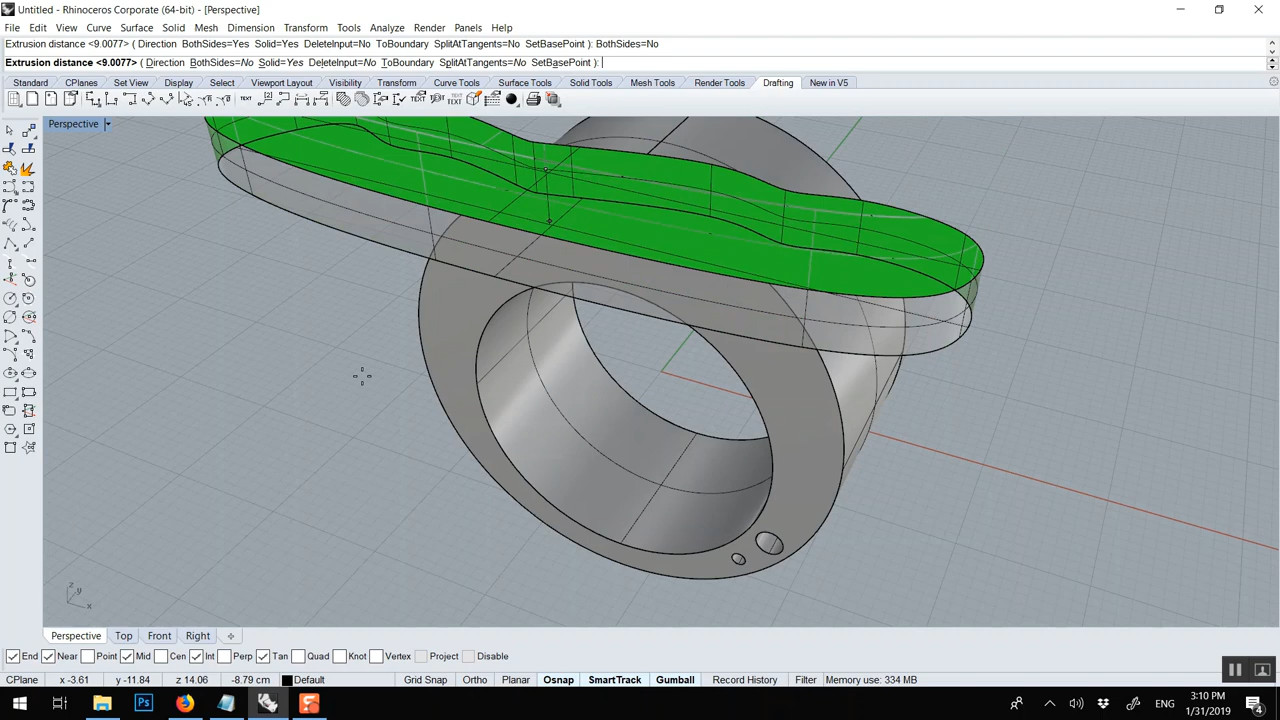 Untitled - Rhinoceros Corporate (64-bit) - [Perspective]
File Edit View Curve Surface Solid Mesh Dimension Transform Tools Analyze Render Panels Help
Extrusion distance <9.0077> ( Direction BothSides=Yes Solid=Yes DeleteInput=No ToBoundary SplitAtTangents=No SetBasePoint ): BothSides=No
Extrusion distance <9.0077> ( Direction BothSides=No Solid=Yes DeleteInput=No ToBoundary SplitAtTangents=No SetBasePoint ):
Standard CPlanes Set View Display Select Viewport Layout Visibility Transform Curve Tools Surface Tools Solid Tools Mesh Tools Render Tools Drafting New in V5
Perspective
z
y
x
Perspective Top Front Right
End Near Point Mid Cen Int Perp Tan Quad Knot Vertex Project Disable
CPlane x -3.61 y -11.84 z 14.06 -8.79 cm Default Grid Snap Ortho Planar Osnap SmartTrack Gumball Record History Filter Memory use: 334 MB
ENG 3:10 PM
1/31/2019